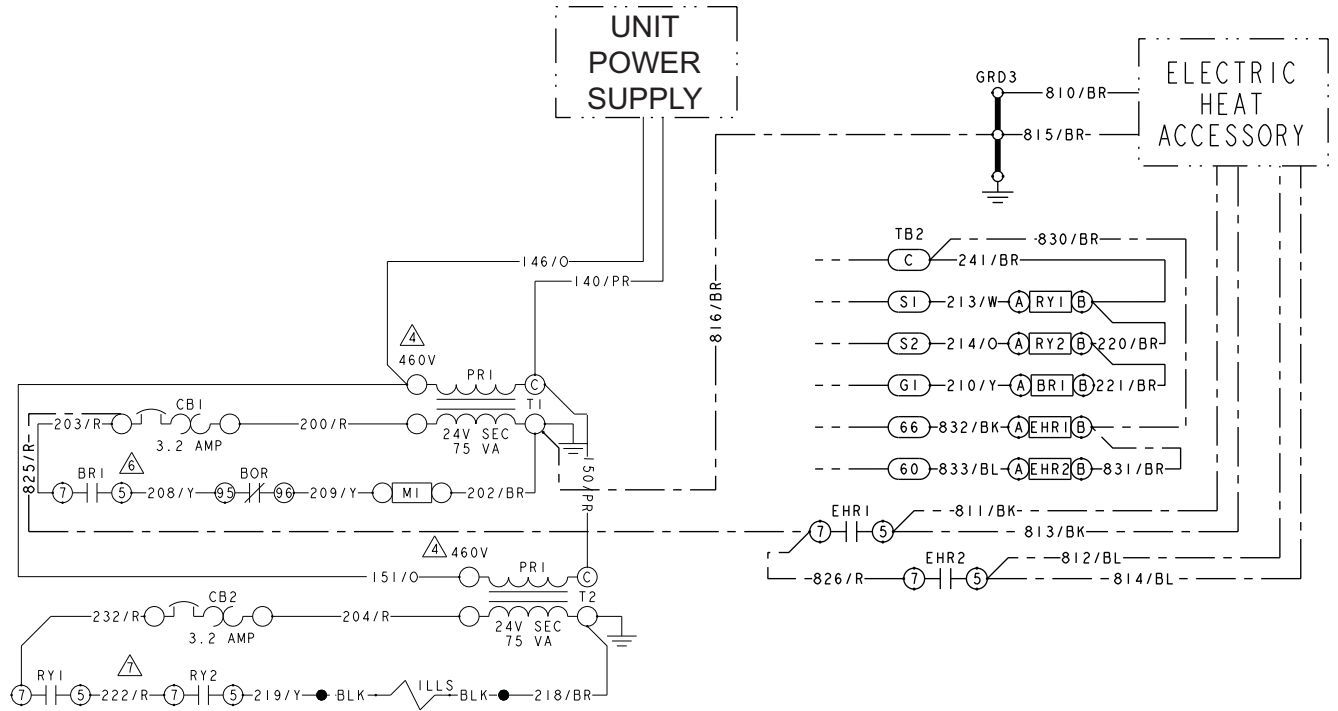 UNIT
POWER
SUPPLY
ELECTRIC
HEAT
ACCESSORY
GRD3
810/BR
815/BR
TB2
830/BR
C 241/BR
146/O
140/PR
816/BR
S1 213/W A RY1 B
S2 214/O A RY2 B 220/BR
4
460V
PR1
C
G1 210/Y A BR1 B 221/BR
T1
203/R CB1 200/R
3.2 AMP
24V SEC
75 VA
66 832/BK A EHR1 B
825/R
150/PR
60 833/BL A EHR2 B 831/BR
BR1 6 BOR
7 5 208/Y 95 96 209/Y M1 202/BR
811/BK
EHR1
7 5 813/BK
4 460V
PR1
C
EHR2
812/BL
151/O
826/R 7 5 814/BL
T2
232/R CB2 204/R
3.2 AMP
24V SEC
75 VA
RY1 7 RY2
7 5 222/R 7 5 219/Y BLK ILLS BLK 218/BR